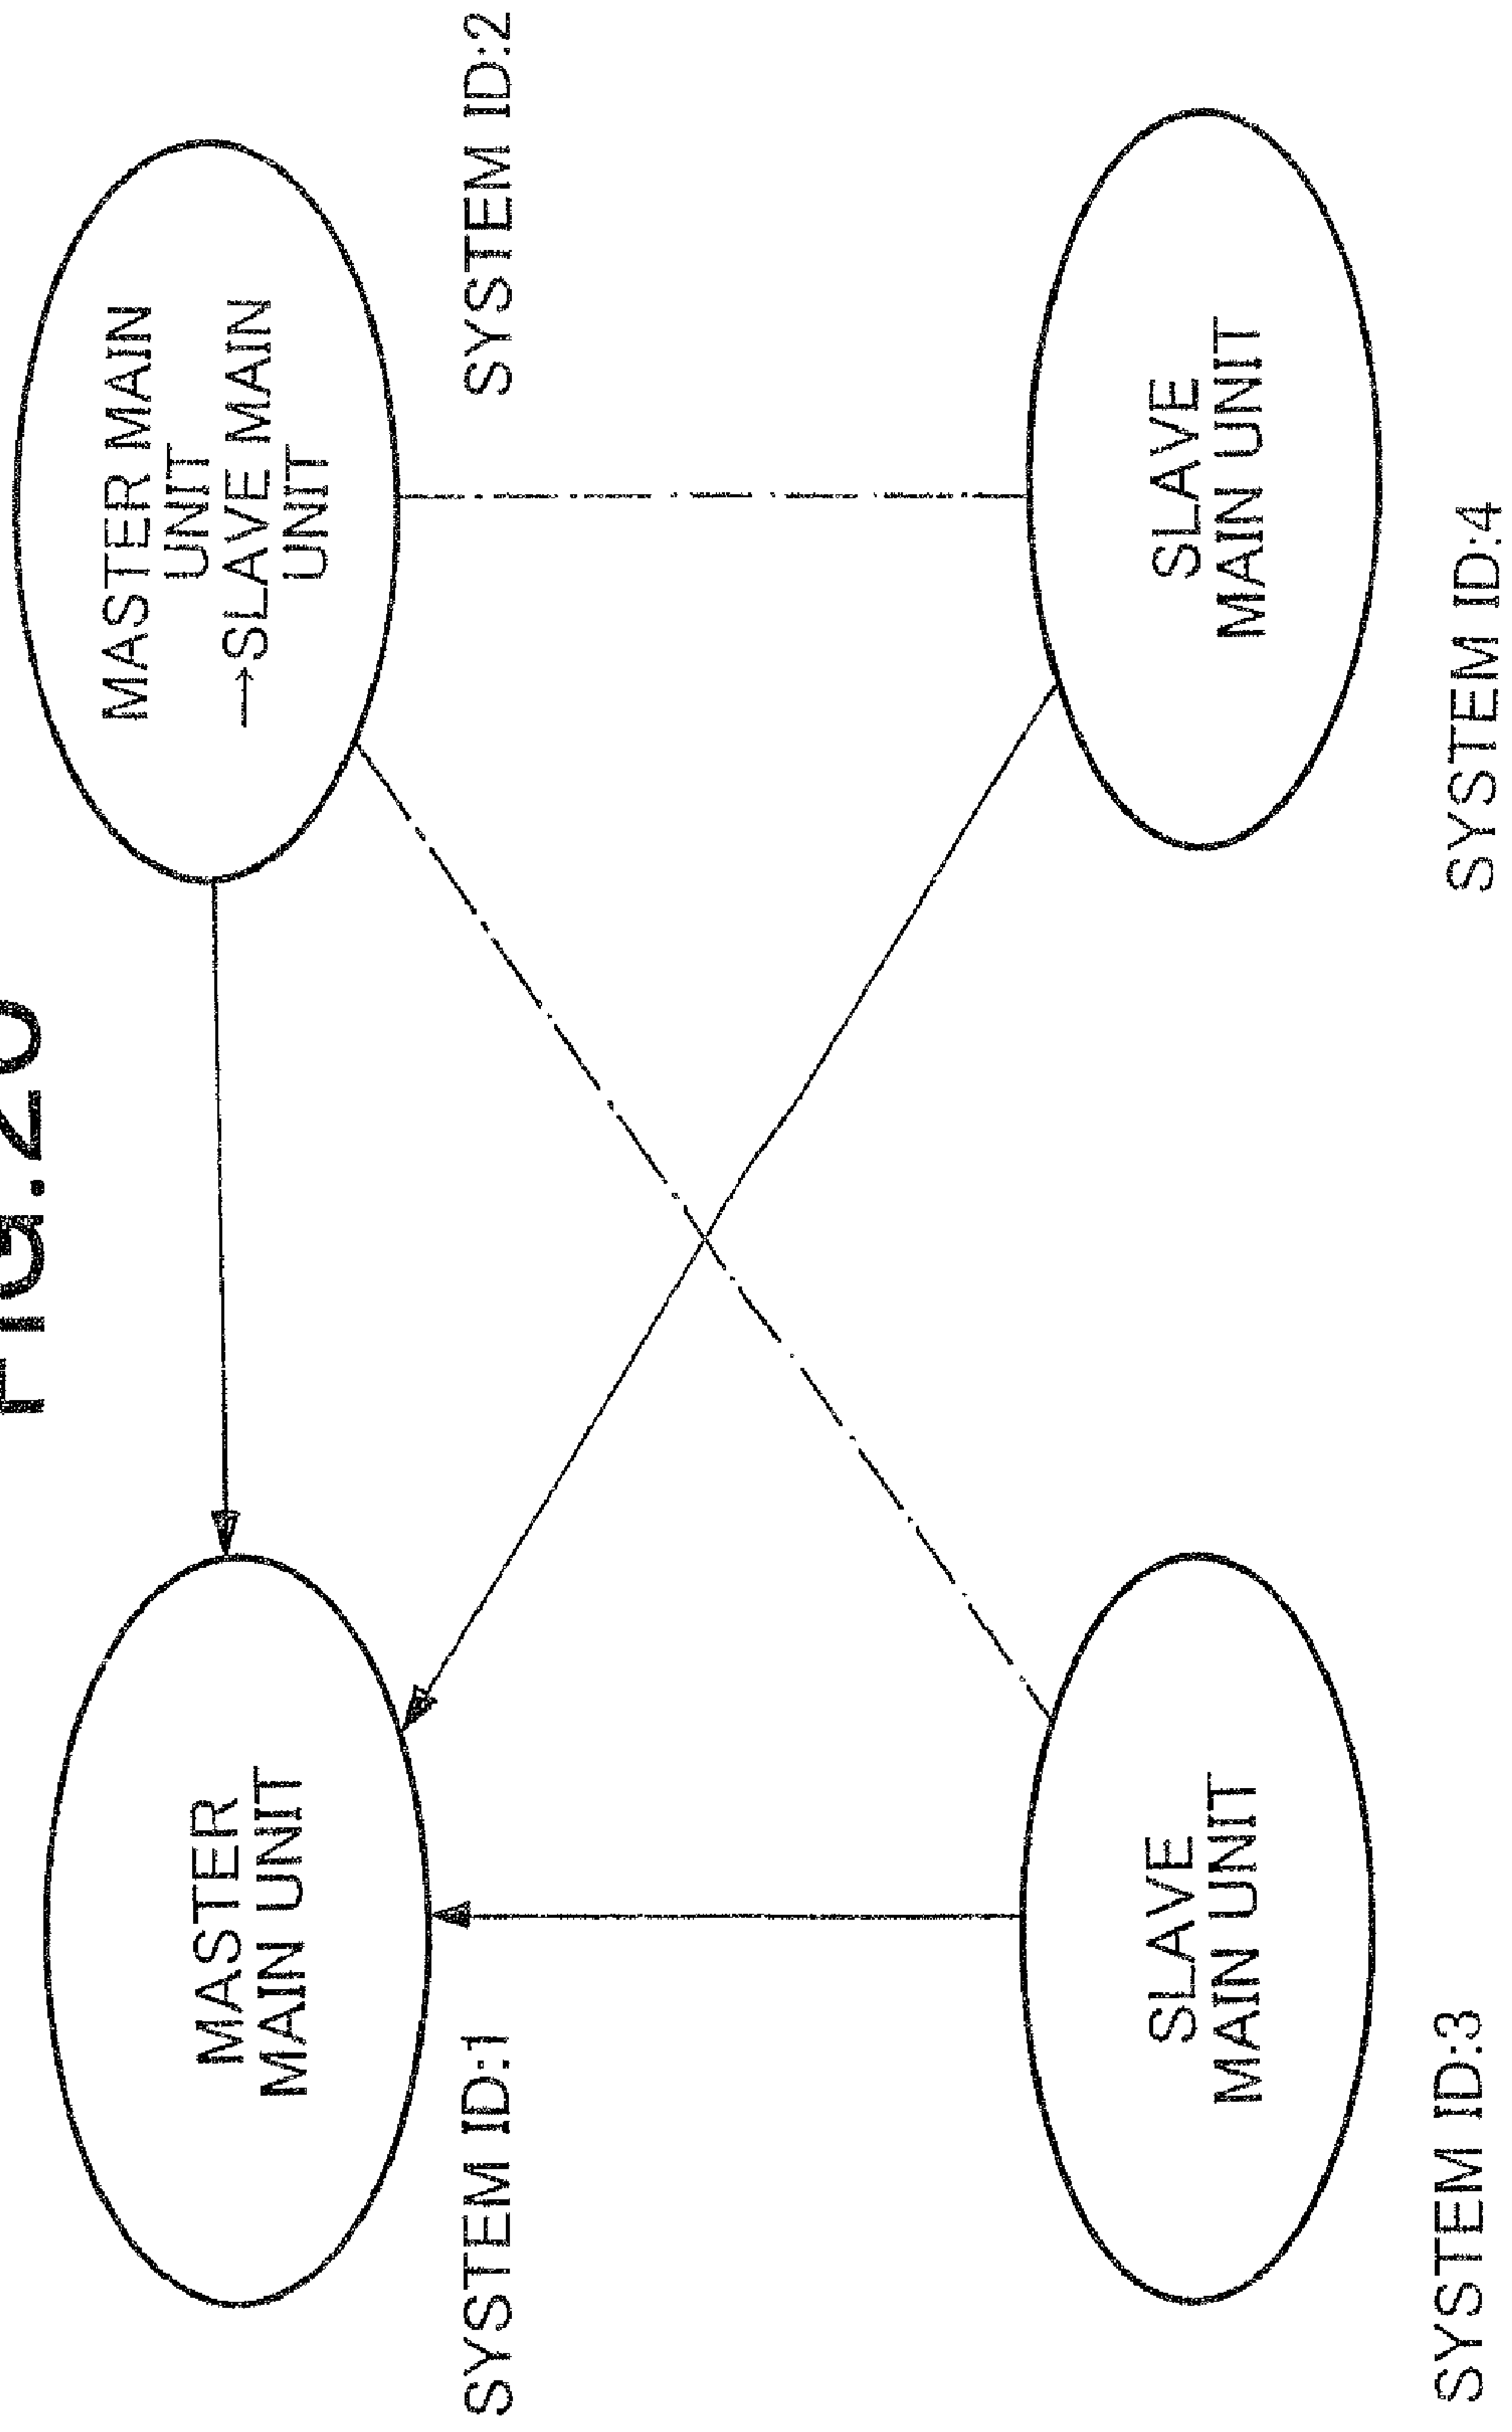 FIG.20
MASTER
MAIN UNIT
SYSTEM ID:1
MASTER MAIN
UNIT
→SLAVE MAIN
UNIT
SYSTEM ID:2
SLAVE
MAIN UNIT
SYSTEM ID:3
SLAVE
MAIN UNIT
SYSTEM ID:4